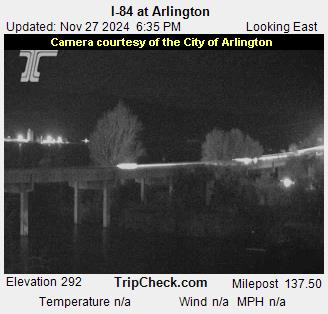 I-84 at Arlington
Updated: Nov 27 2024 6:35 PM Looking East
Camera courtesy of the City of Arlington
Elevation 292 TripCheck.com Milepost 137.50
Temperature n/a Wind n/a MPH n/a